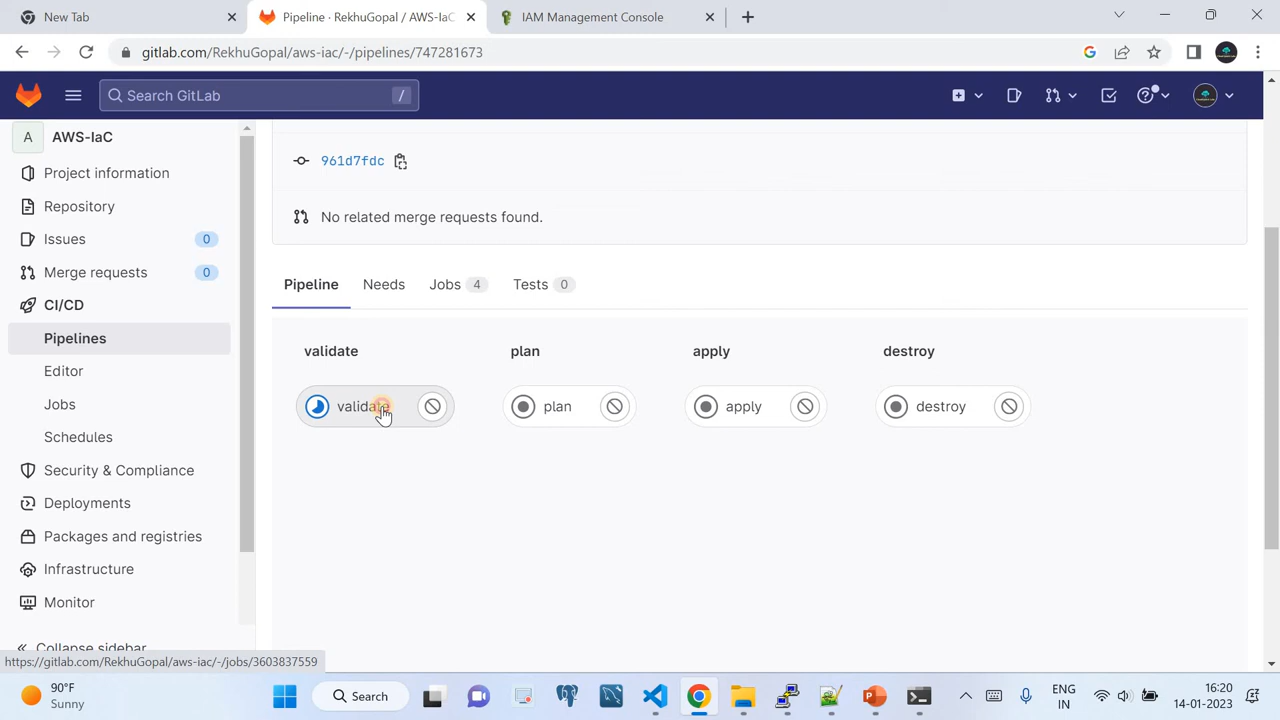 New Tab
Pipeline · RekhuGopal / AWS-IaC
IAM Management Console
gitlab.com/RekhuGopal/aws-iac/-/pipelines/747281673
Search GitLab
/
A
AWS-IaC
Project information
Repository
Issues
0
Merge requests
0
CI/CD
Pipelines
Editor
Jobs
Schedules
Security & Compliance
Deployments
Packages and registries
Infrastructure
Monitor
Collapse sidebar
961d7fdc
No related merge requests found.
Pipeline
Needs
Jobs 4
Tests 0
validate
plan
apply
destroy
validate
plan
apply
destroy
https://gitlab.com/RekhuGopal/aws-iac/-/jobs/3603837559
90°F
Sunny
Search
ENG
IN
16:20
14-01-2023